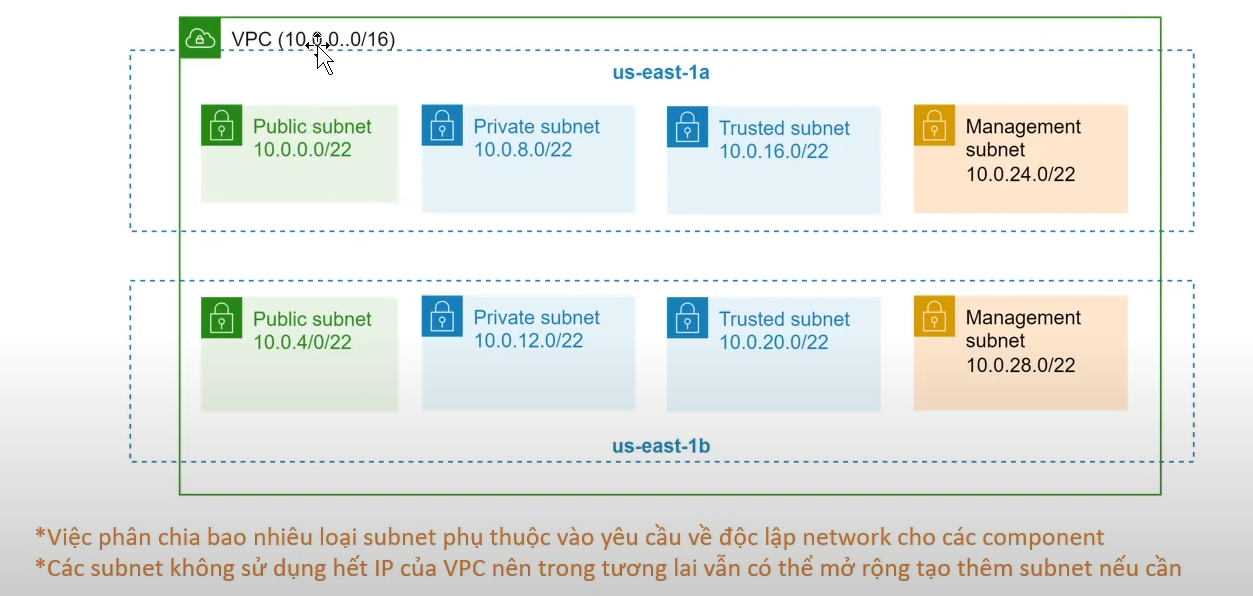 VPC (10.0.0..0/16)
us-east-1a
Public subnet
10.0.0.0/22
Private subnet
10.0.8.0/22
Trusted subnet
10.0.16.0/22
Management
subnet
10.0.24.0/22
Public subnet
10.0.4/0/22
Private subnet
10.0.12.0/22
Trusted subnet
10.0.20.0/22
Management
subnet
10.0.28.0/22
us-east-1b
*Việc phân chia bao nhiêu loại subnet phụ thuộc vào yêu cầu về độc lập network cho các component
*Các subnet không sử dụng hết IP của VPC nên trong tương lai vẫn có thể mở rộng tạo thêm subnet nếu cần